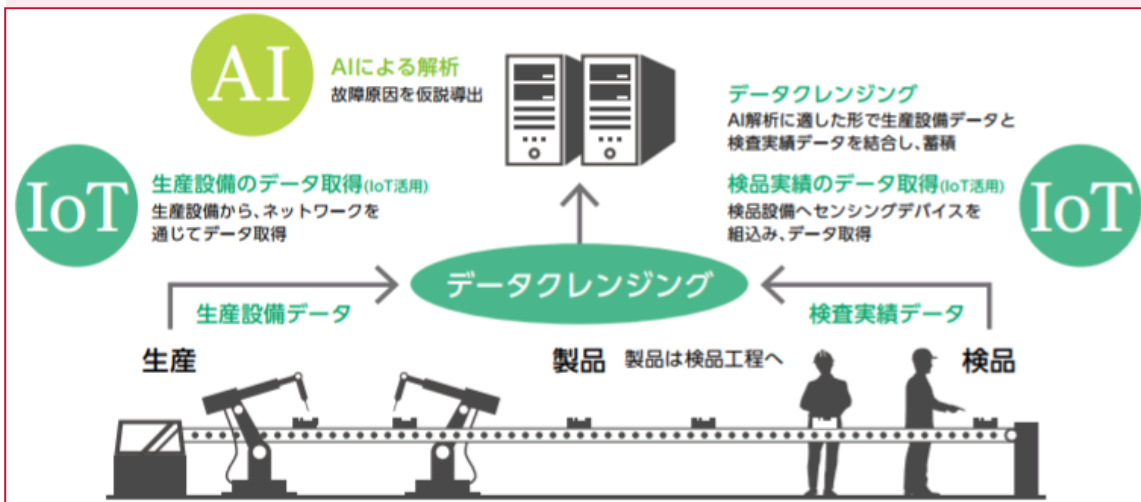 AI
AIによる解析
故障原因を仮説導出
データクレンジング
AI解析に適した形で生産設備データと
検査実績データを結合し、蓄積
IoT
生産設備のデータ取得(IoT活用)
生産設備から、ネットワークを
通じてデータ取得
検品実績のデータ取得(IoT活用)
検品設備へセンシングデバイスを
組込み、データ取得
IoT
データクレンジング
生産設備データ
検査実績データ
生産
製品 製品は検品工程へ
検品